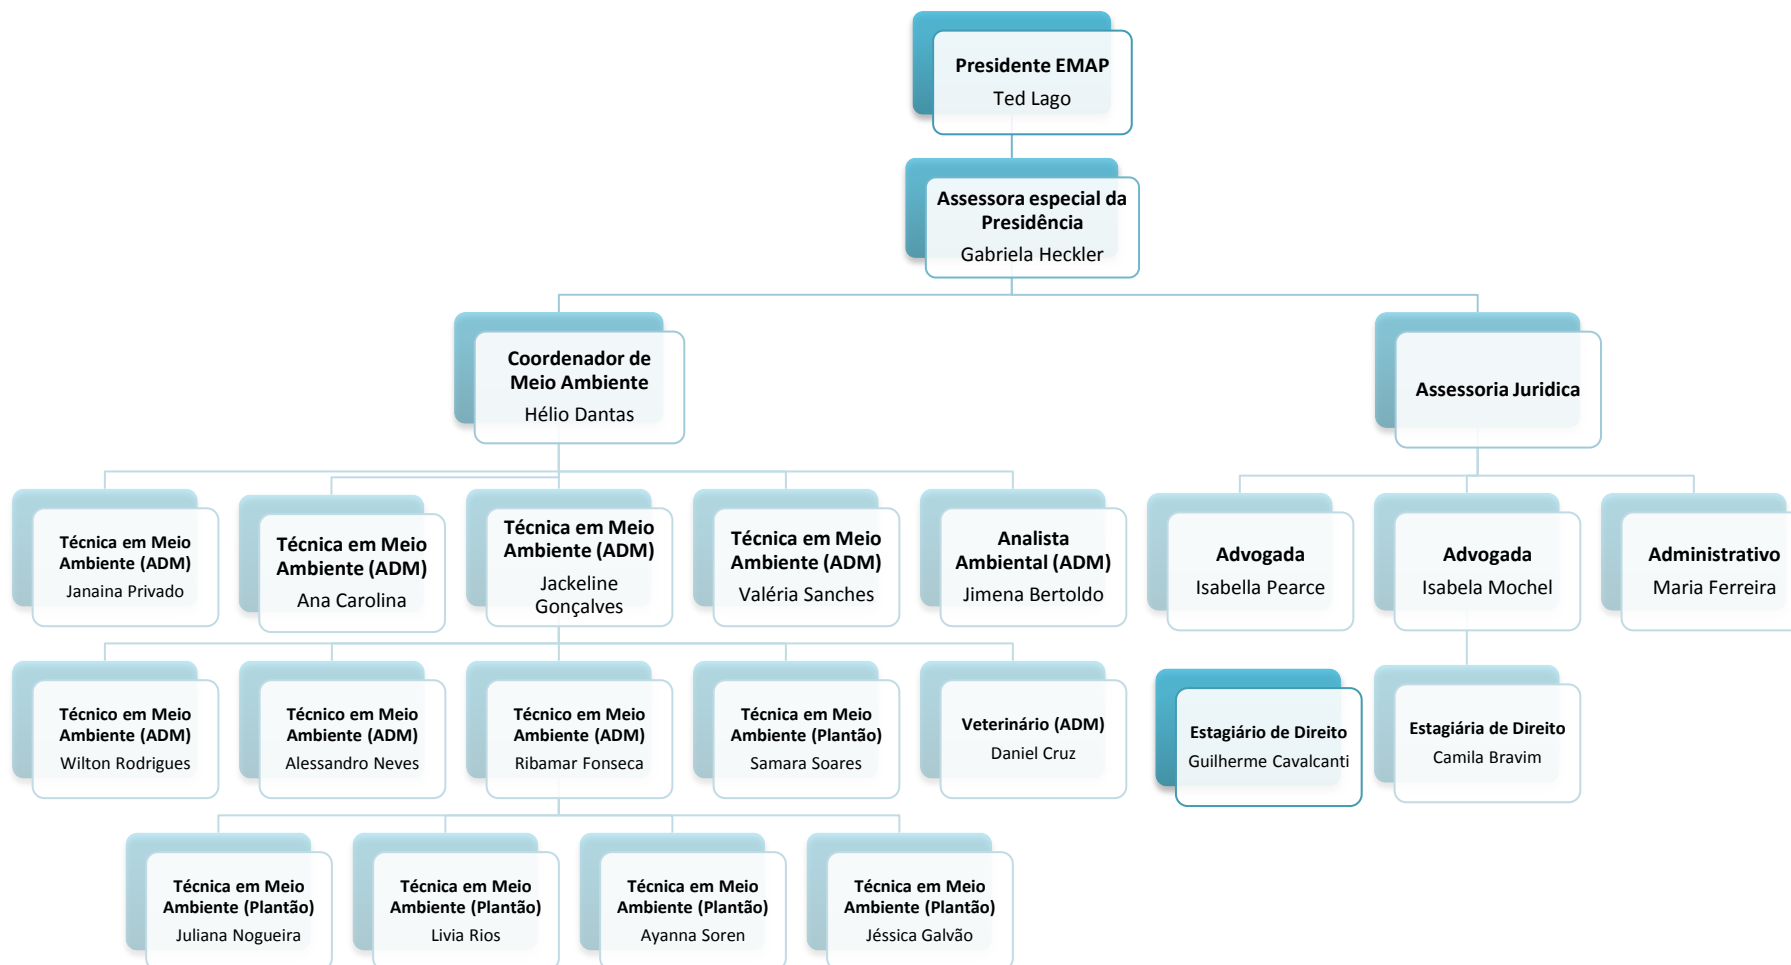 Presidente EMAP
Ted Lago
Assessora especial da
Presidência
Gabriela Heckler
Coordenador de
Meio Ambiente
Hélio Dantas
Assessoria Juridica
Técnica em Meio
Ambiente (ADM)
Janaina Privado
Técnica em Meio
Ambiente (ADM)
Ana Carolina
Técnica em Meio
Ambiente (ADM)
Jackeline
Gonçalves
Técnica em Meio
Ambiente (ADM)
Valéria Sanches
Analista
Ambiental (ADM)
Jimena Bertoldo
Advogada
Isabella Pearce
Advogada
Isabela Mochel
Administrativo
Maria Ferreira
Técnico em Meio
Ambiente (ADM)
Wilton Rodrigues
Técnico em Meio
Ambiente (ADM)
Alessandro Neves
Técnico em Meio
Ambiente (ADM)
Ribamar Fonseca
Técnica em Meio
Ambiente (Plantão)
Samara Soares
Veterinário (ADM)
Daniel Cruz
Estagiário de Direito
Guilherme Cavalcanti
Estagiária de Direito
Camila Bravim
Técnica em Meio
Ambiente (Plantão)
Juliana Nogueira
Técnica em Meio
Ambiente (Plantão)
Livia Rios
Técnica em Meio
Ambiente (Plantão)
Ayanna Soren
Técnica em Meio
Ambiente (Plantão)
Jéssica Galvão